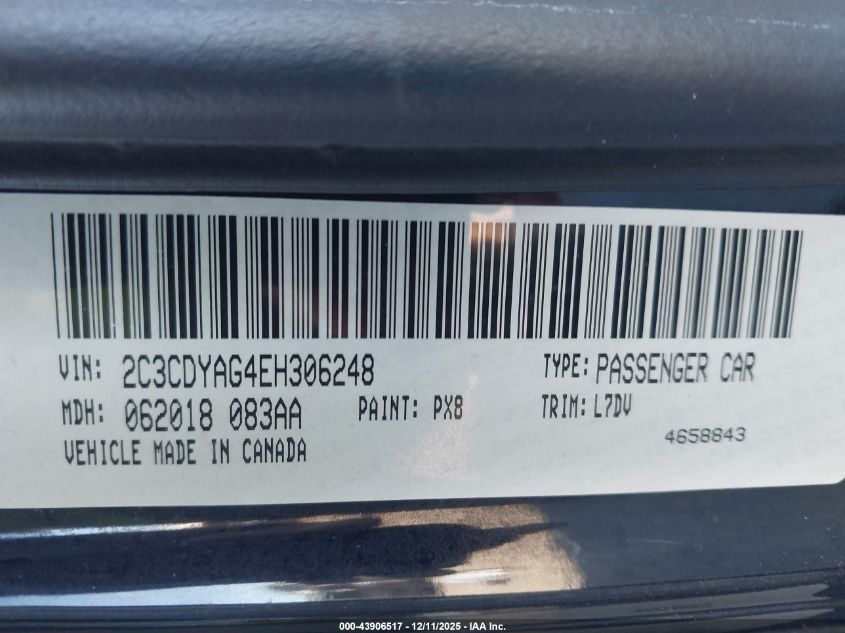 VIN: 2C3CDYAG4EH306248 TYPE: PASSENGER CAR
MDH: 062018 083AA PAINT: PX8 TRIM: L7DV
VEHICLE MADE IN CANADA 4658843
000-43906517 - 12/11/2025 - IAA Inc.